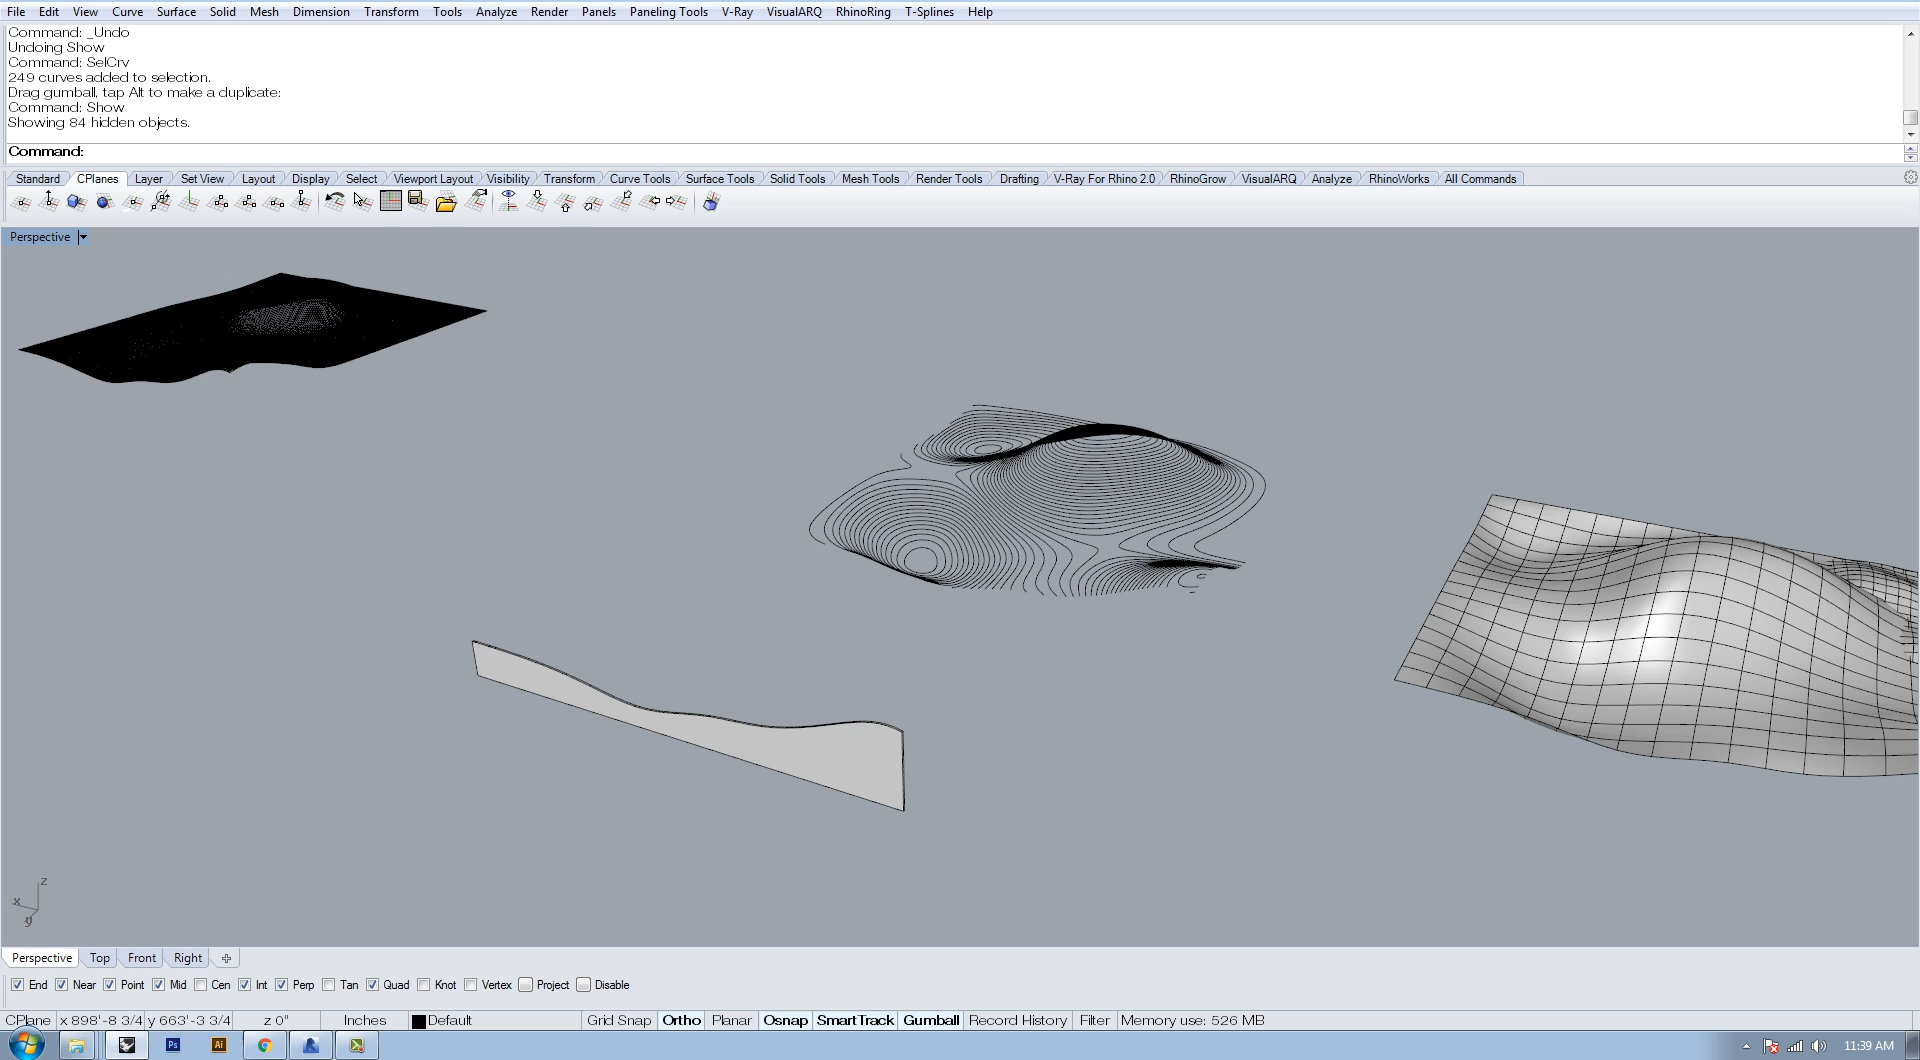 File Edit View Curve Surface Solid Mesh Dimension Transform Tools Analyze Render Panels Paneling Tools V-Ray VisualARQ RhinoRing T-Splines Help
Command: _Undo
Undoing Show
Command: SelCrv
249 curves added to selection.
Drag gumball, tap Alt to make a duplicate:
Command: Show
Showing 84 hidden objects.
Command:
Standard CPlanes Layer Set View Layout Display Select Viewport Layout Visibility Transform Curve Tools Surface Tools Solid Tools Mesh Tools Render Tools Drafting V-Ray For Rhino 2.0 RhinoGrow VisualARQ Analyze RhinoWorks All Commands
Perspective
z
x
y
Perspective Top Front Right
End Near Point Mid Cen Int Perp Tan Quad Knot Vertex Project Disable
CPlane x 898'-8 3/4 y 663'-3 3/4 z 0" Inches Default Grid Snap Ortho Planar Osnap SmartTrack Gumball Record History Filter Memory use: 526 MB
Ps Ai 11:39 AM